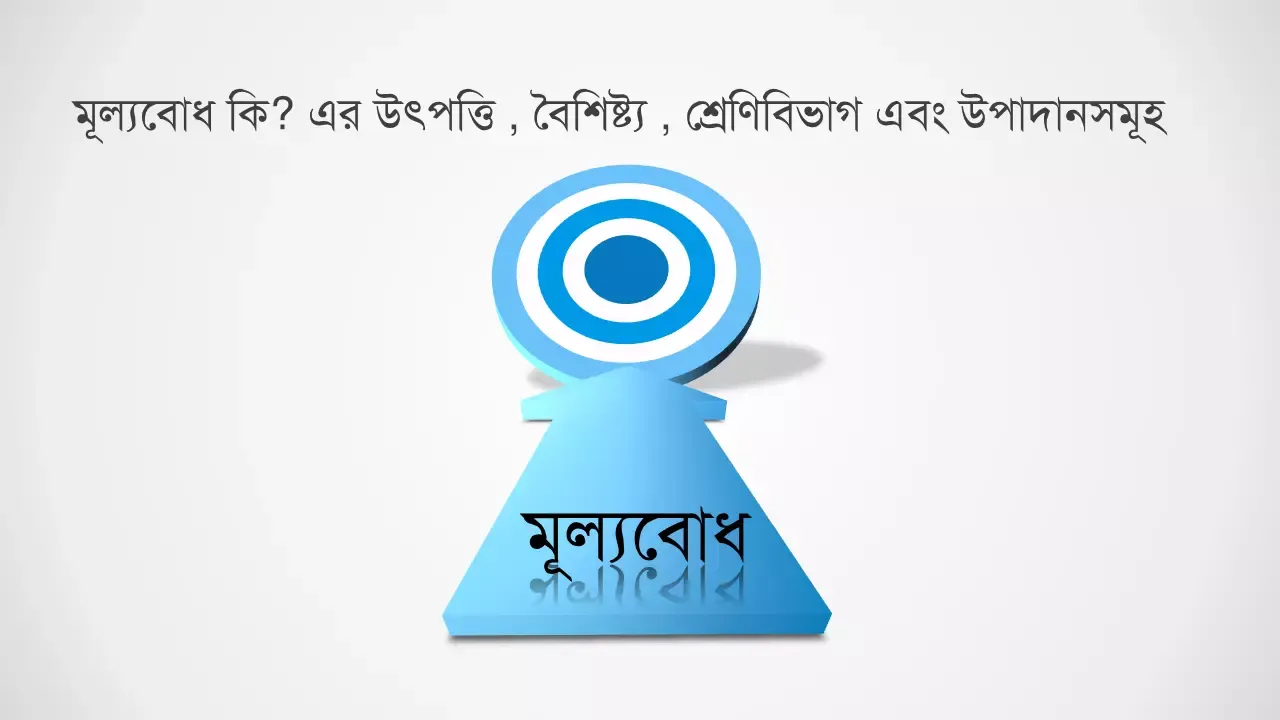 মূল্যবোধ কি? এর উৎপত্তি , বৈশিষ্ট্য , শ্রেণিবিভাগ এবং উপাদানসমূহ
মূল্যবোধ